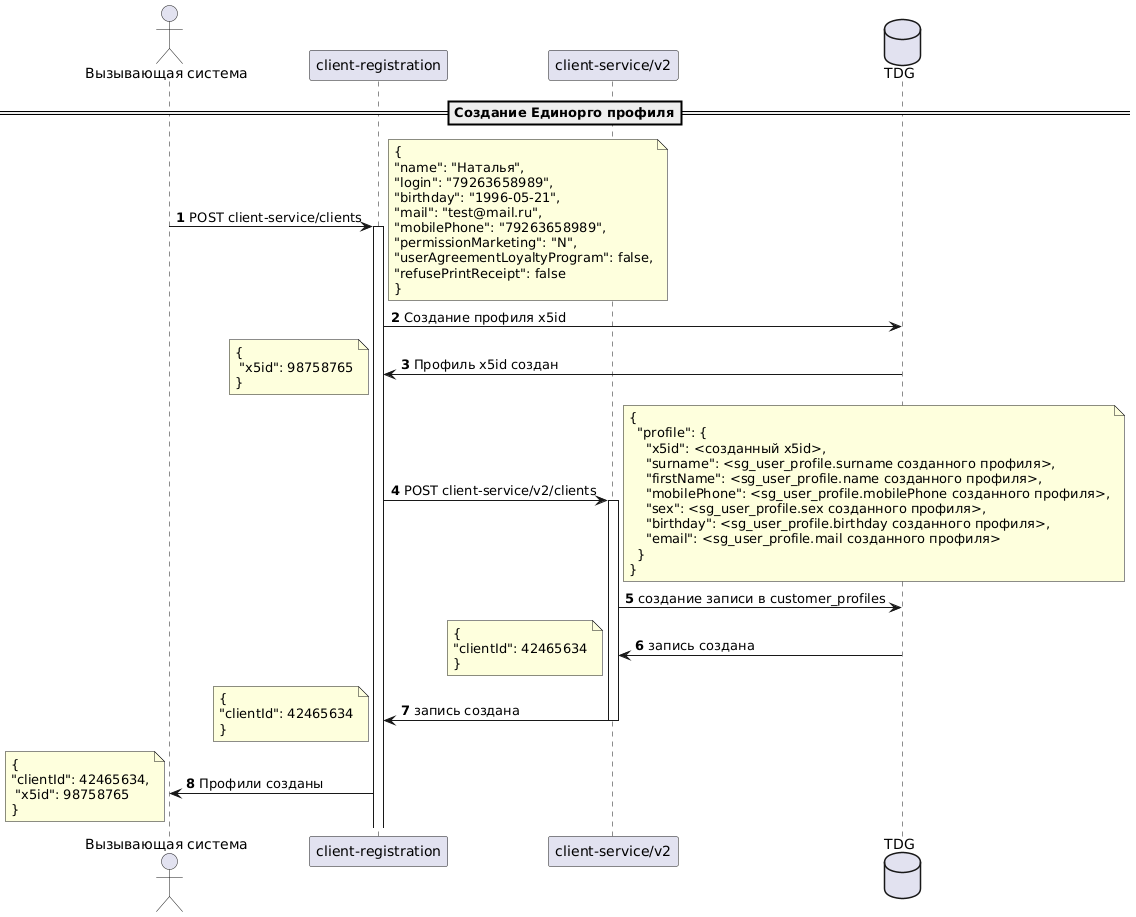 Вызывающая система
client-registration
client-service/v2
TDG
Создание Единорго профиля
{
"name": "Наталья",
"login": "79263658989",
"birthday": "1996-05-21",
"mail": "test@mail.ru",
"mobilePhone": "79263658989",
"permissionMarketing": "N",
"userAgreementLoyaltyProgram": false,
"refusePrintReceipt": false
}
1 POST client-service/clients
2 Создание профиля x5id
{
"x5id": 98758765
}
3 Профиль x5id создан
{
"profile": {
"x5id": <созданный x5id>,
"surname": <sg_user_profile.surname созданного профиля>,
"firstName": <sg_user_profile.name созданного профиля>,
"mobilePhone": <sg_user_profile.mobilePhone созданного профиля>,
"sex": <sg_user_profile.sex созданного профиля>,
"birthday": <sg_user_profile.birthday созданного профиля>,
"email": <sg_user_profile.mail созданного профиля>
}
}
4 POST client-service/v2/clients
5 создание записи в customer_profiles
{
"clientId": 42465634
}
6 запись создана
{
"clientId": 42465634
}
7 запись создана
{
"clientId": 42465634,
"x5id": 98758765
}
8 Профили созданы
Вызывающая система
client-registration
client-service/v2
TDG